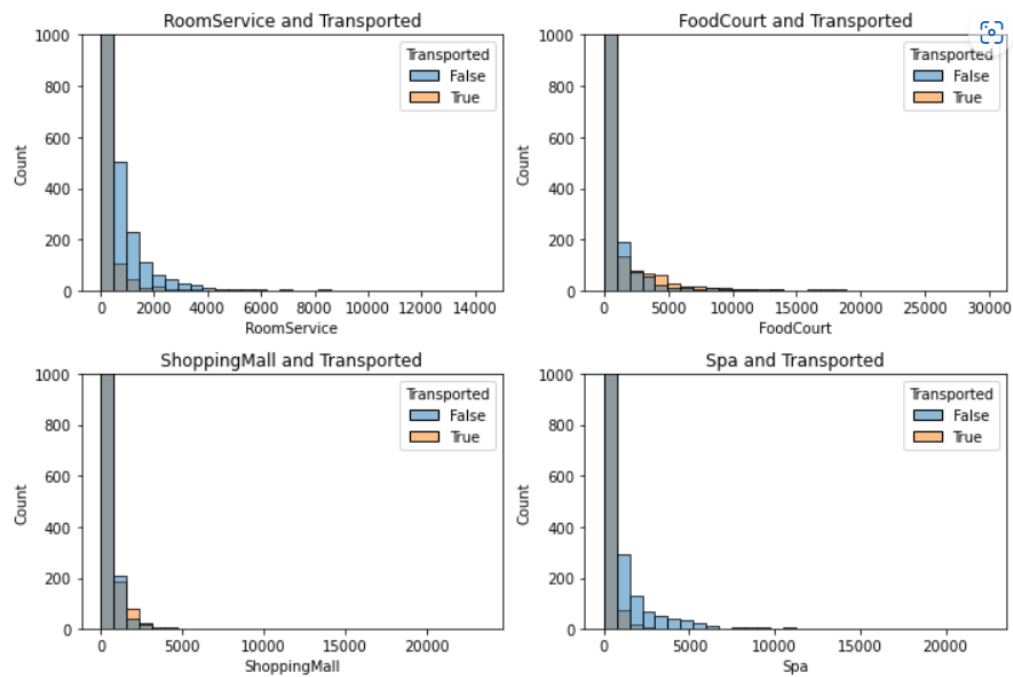 RoomService and Transported
1000
800
600
400
200
0
Count
0 2000 4000 6000 8000 10000 12000 14000
RoomService
Transported
False
True
FoodCourt and Transported
1000
800
600
400
200
0
Count
0 5000 10000 15000 20000 25000 30000
FoodCourt
Transported
False
True
ShoppingMall and Transported
1000
800
600
400
200
0
Count
0 5000 10000 15000 20000
ShoppingMall
Transported
False
True
Spa and Transported
1000
800
600
400
200
0
Count
0 5000 10000 15000 20000
Spa
Transported
False
True